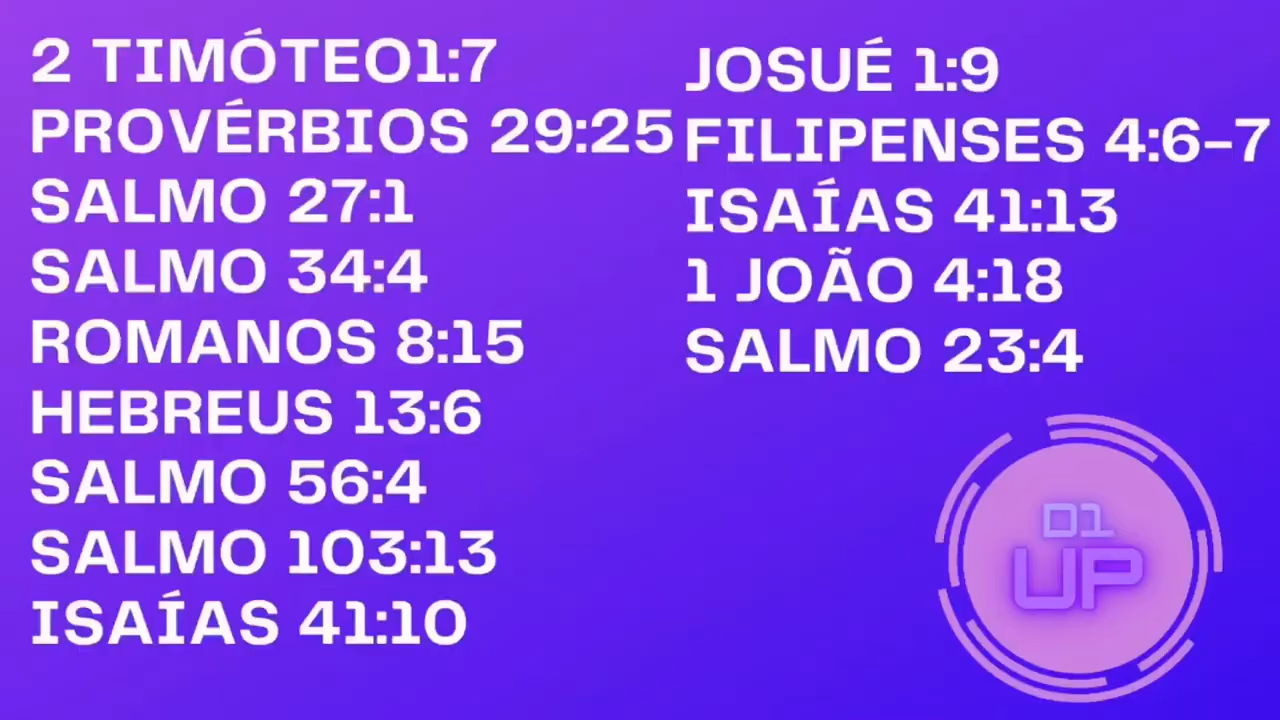 2 TIMÓTEO1:7
PROVÉRBIOS 29:25
SALMO 27:1
SALMO 34:4
ROMANOS 8:15
HEBREUS 13:6
SALMO 56:4
SALMO 103:13
ISAÍAS 41:10
JOSUÉ 1:9
FILIPENSES 4:6-7
ISAÍAS 41:13
1 JOÃO 4:18
SALMO 23:4
D1
UP